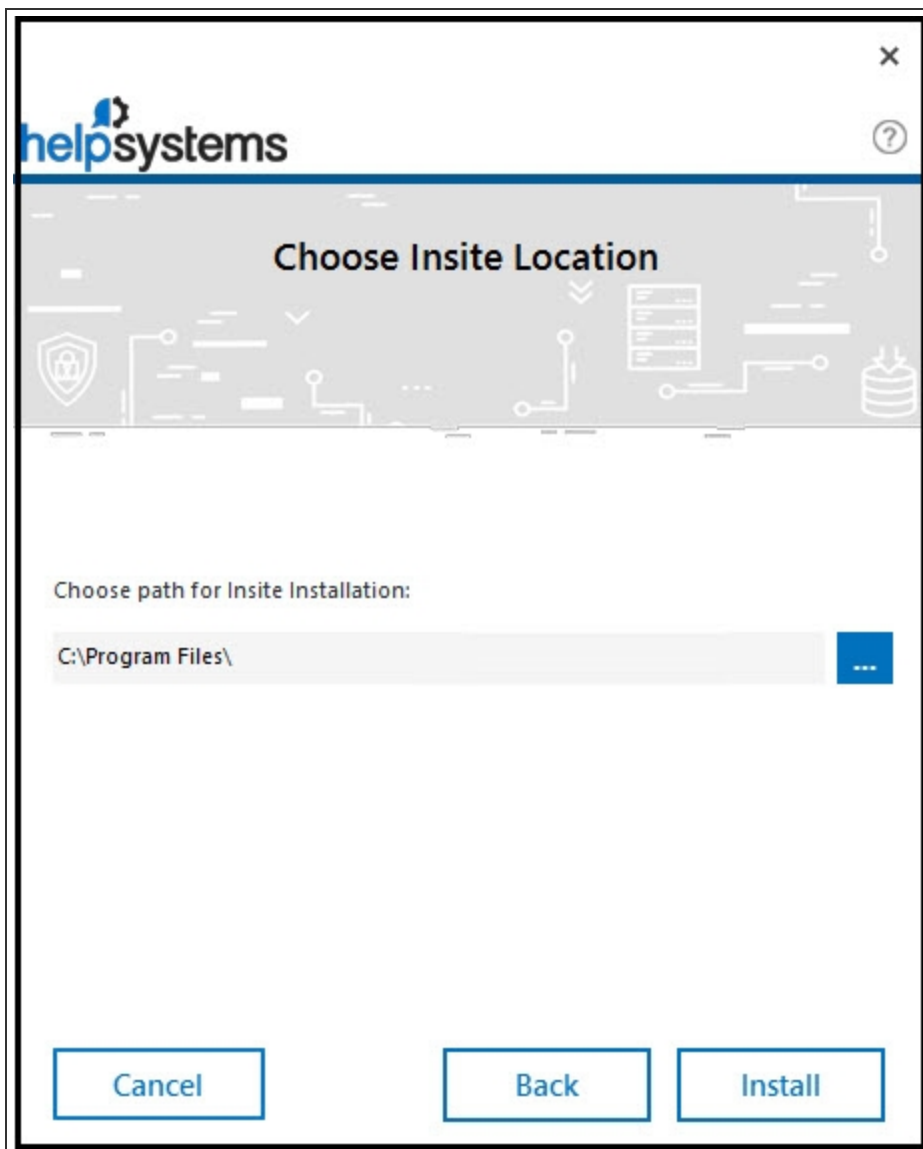 helpsystems
Choose Insite Location
Choose path for Insite Installation:
C:\Program Files\
...
Cancel
Back
Install